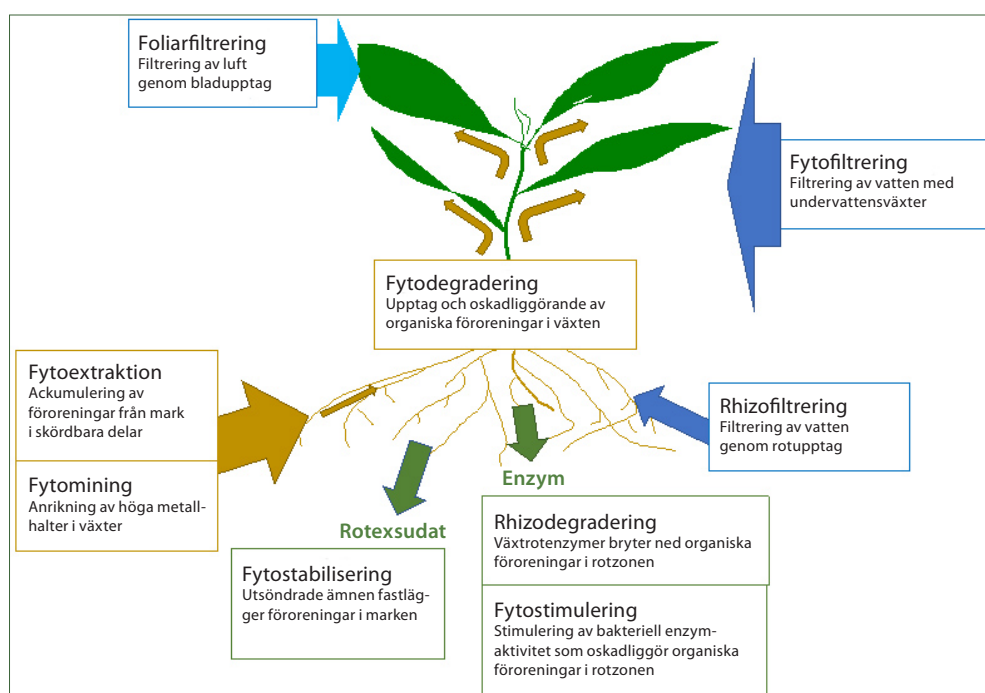 Foliarfiltrering
Filtrering av luft
genom bladupptag
Fytofiltrering
Filtrering av vatten med
undervattensväxter
Fytodegradering
Upptag och oskadliggörande av
organiska föroreningar i växten
Fytoextraktion
Ackumulering av
föroreningar från mark
i skördbara delar
Fytomining
Anrikning av höga metall-
halter i växter
Rhizofiltrering
Filtrering av vatten
genom rotupptag
Enzym
Rotexsudat
Rhizodegradering
Växtrotenzymer bryter ned organiska
föroreningar i rotzonen
Fytostabilisering
Utsöndrade ämnen fastläg-
ger föroreningar i marken
Fytostimulering
Stimulering av bakteriell enzym-
aktivitet som oskadliggör organiska
föroreningar i rotzonen